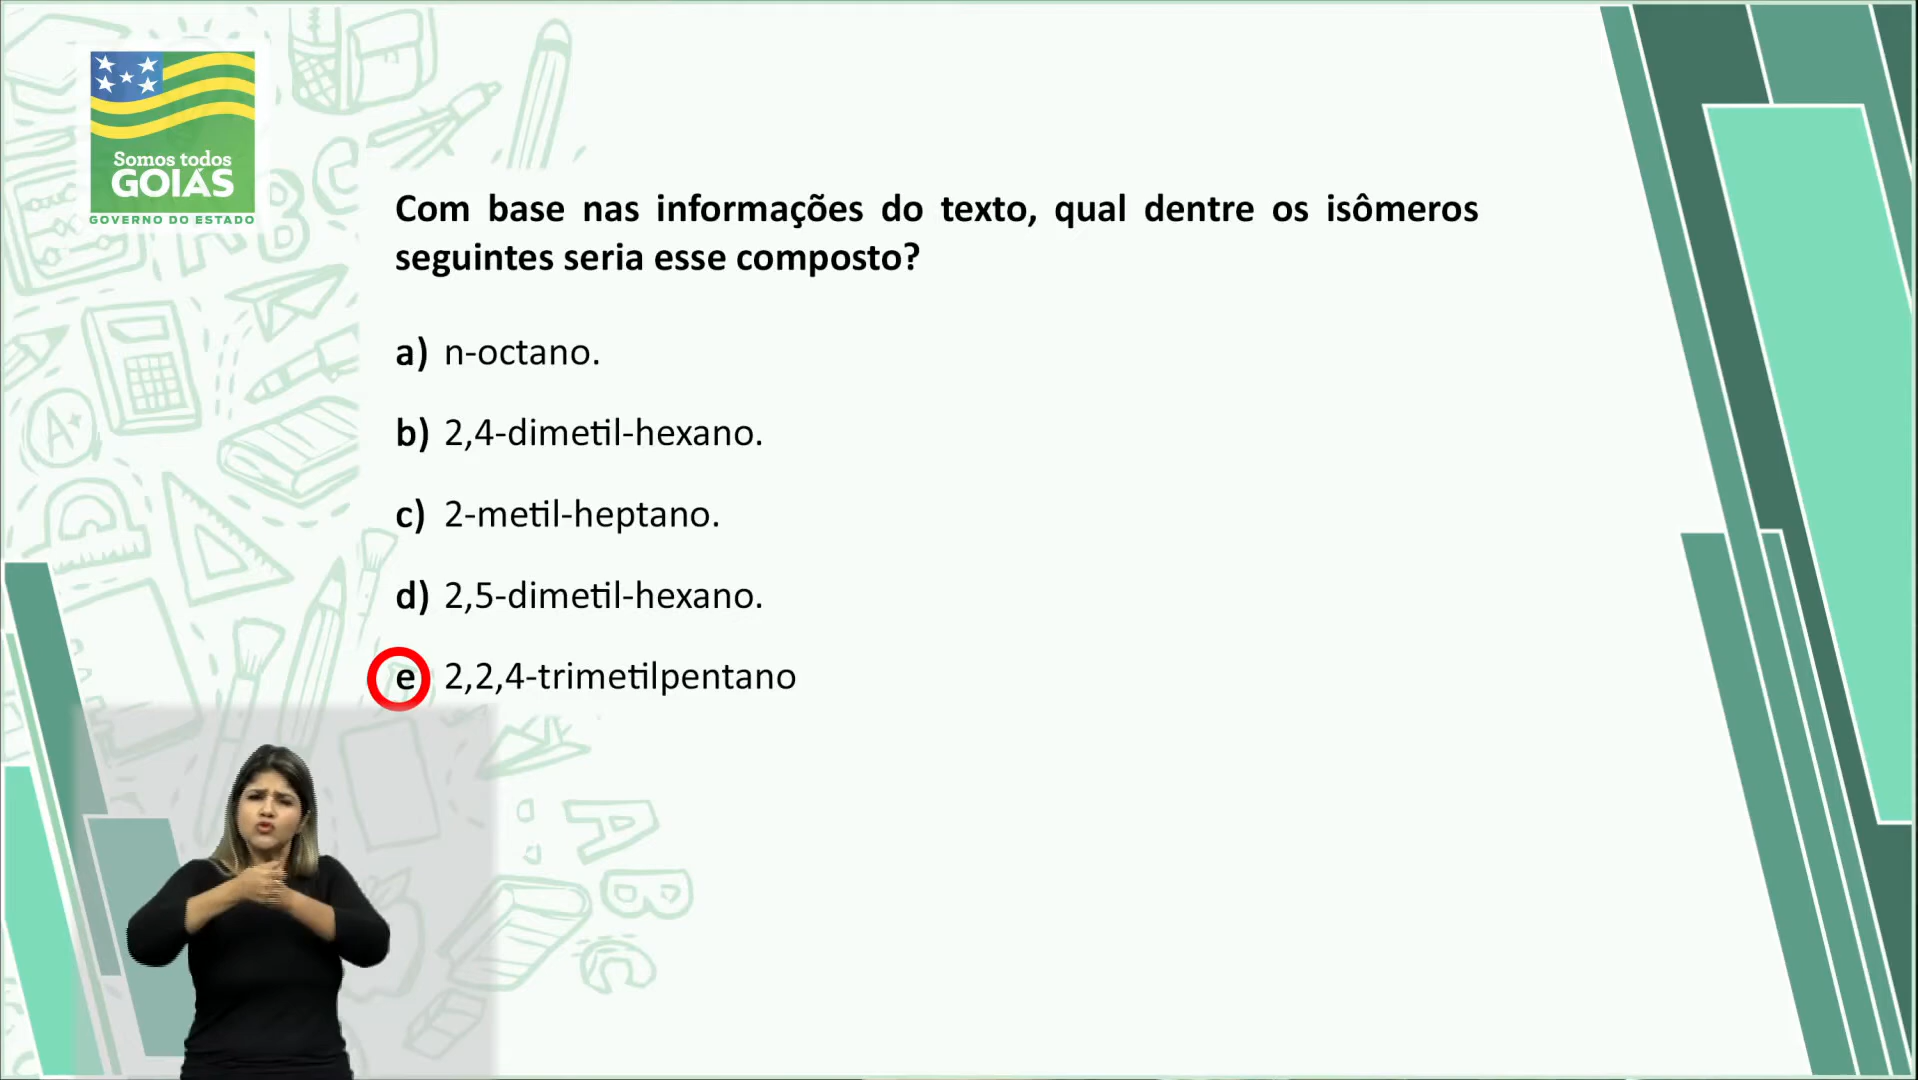 Somos todos
GOIÁS
GOVERNO DO ESTADO
Com base nas informações do texto, qual dentre os isômeros
seguintes seria esse composto?
a) n-octano.
b) 2,4-dimetil-hexano.
c) 2-metil-heptano.
d) 2,5-dimetil-hexano.
e 2,2,4-trimetilpentano